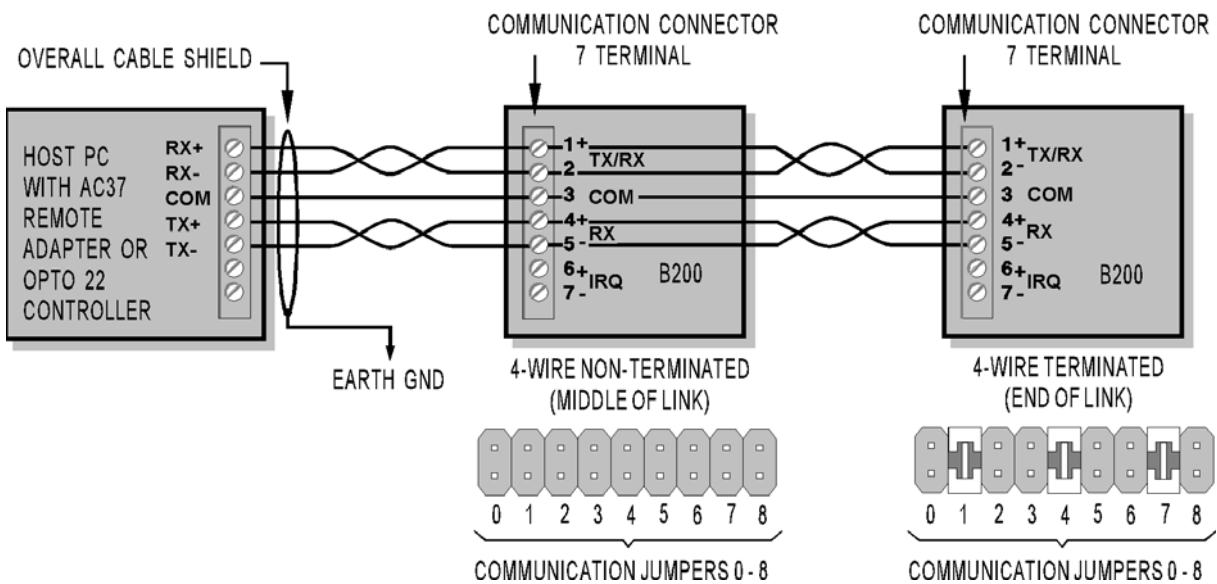 COMMUNICATION CONNECTOR
7 TERMINAL
COMMUNICATION CONNECTOR
7 TERMINAL
OVERALL CABLE SHIELD
HOST PC
WITH AC37
REMOTE
ADAPTER OR
OPTO 22
CONTROLLER
RX+
RX-
COM
TX+
TX-
EARTH GND
1+
2-
TX/RX
3 COM
4+
5-
RX
6+
7-
IRQ
B200
1+
2-
TX/RX
3 COM
4+
5-
RX
6+
7-
IRQ
B200
4-WIRE NON-TERMINATED
(MIDDLE OF LINK)
0 1 2 3 4 5 6 7 8
COMMUNICATION JUMPERS 0 - 8
4-WIRE TERMINATED
(END OF LINK)
0 1 2 3 4 5 6 7 8
COMMUNICATION JUMPERS 0 - 8